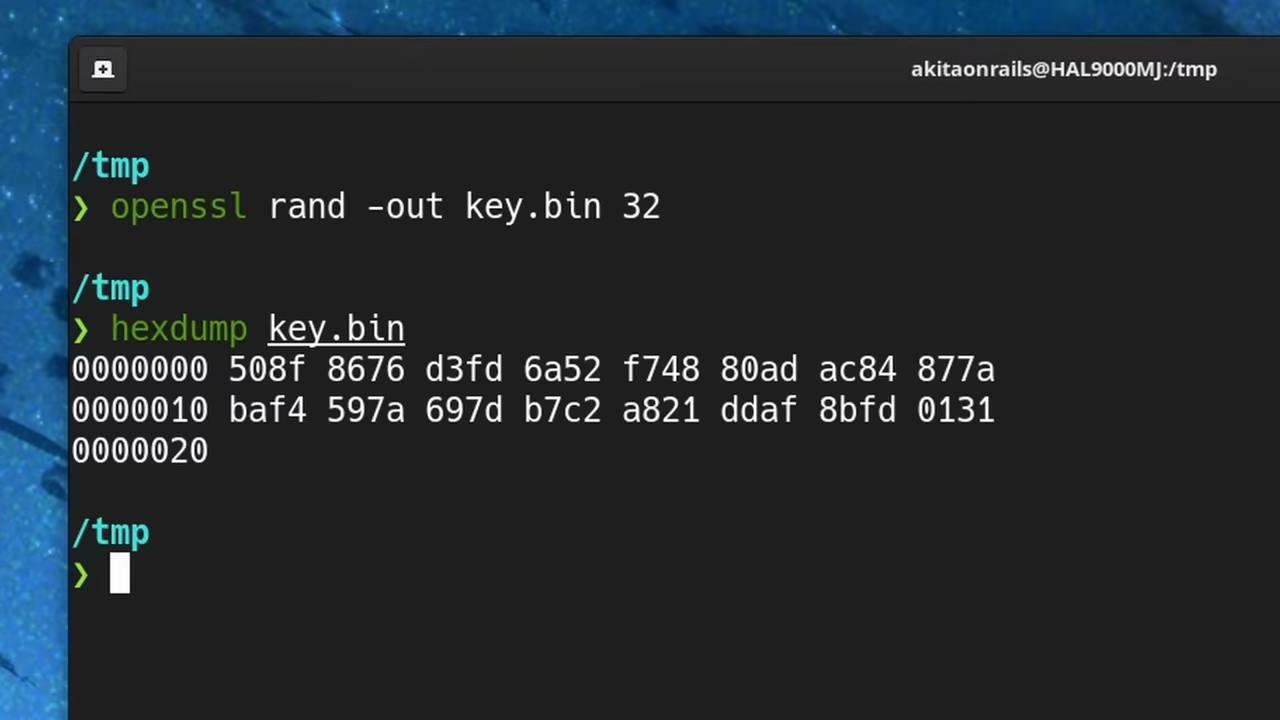 akitaonrails@HAL9000MJ:/tmp
/tmp
❯ openssl rand -out key.bin 32
/tmp
❯ hexdump key.bin
0000000 508f 8676 d3fd 6a52 f748 80ad ac84 877a
0000010 baf4 597a 697d b7c2 a821 ddaf 8bfd 0131
0000020
/tmp
❯